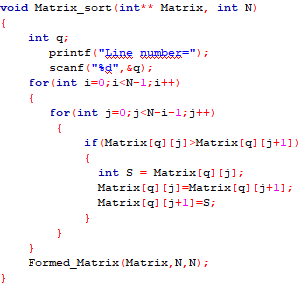 void Matrix_sort(int** Matrix, int N)
{
int q;
printf("Line number=");
scanf("%d",&q);
for(int i=0;i<N-1;i++)
{
for(int j=0;j<N-i-1;j++)
{
if(Matrix[q][j]>Matrix[q][j+1])
{
int S = Matrix[q][j];
Matrix[q][j]=Matrix[q][j+1];
Matrix[q][j+1]=S;
}
}
}
Formed_Matrix(Matrix,N,N);
}